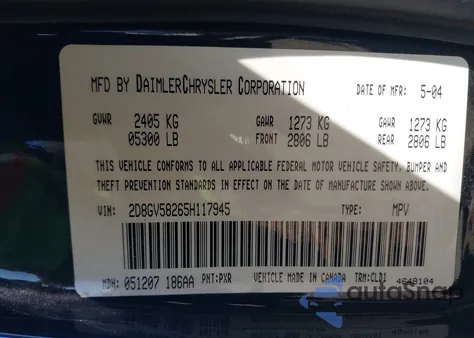 MFD BY DAIMLERCHRYSLER CORPORATION DATE OF MFR: 5-04
GVWR 2405 KG GAWR 1273 KG GAWR 1273 KG
05300 LB FRONT 2806 LB REAR 2806 LB
THIS VEHICLE CONFORMS TO ALL APPLICABLE FEDERAL MOTOR VEHICLE SAFETY, BUMPER AND
THEFT PREVENTION STANDARDS IN EFFECT ON THE DATE OF MANUFACTURE SHOWN ABOVE.
VIN: 2D8GV58265H117945 TYPE: MPV
MDH: 051207 186AA PNT: PXR VEHICLE MADE IN CANADA TRM: CLD1 4648104
autoSnap